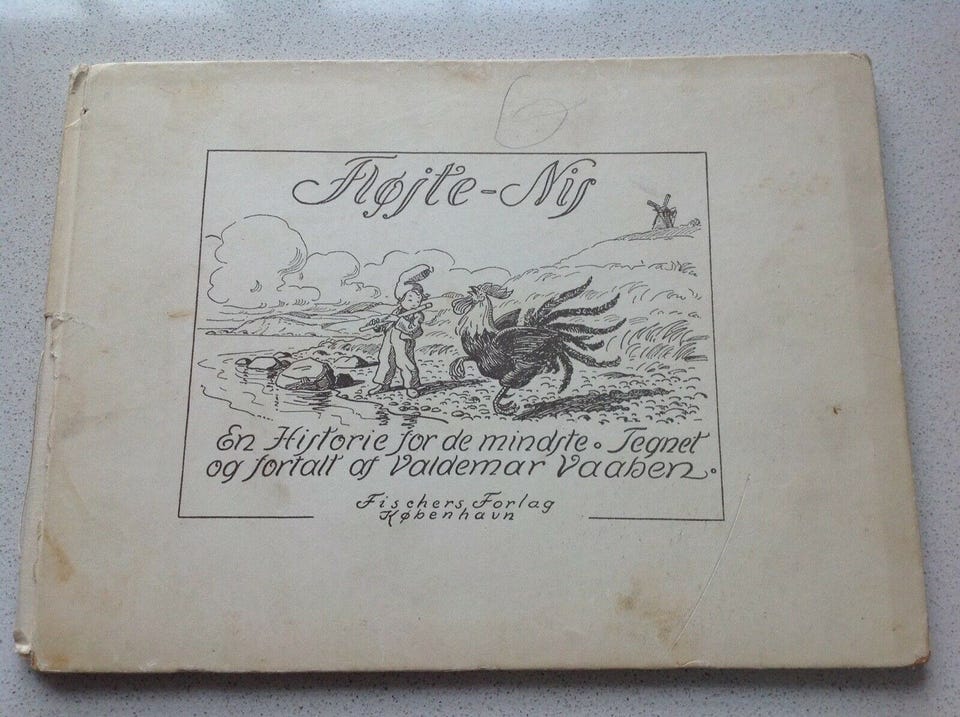 Fløjte-Nis
En Historie for de mindste. Tegnet
og fortalt af Valdemar Vaaben.
Fischers Forlag
København